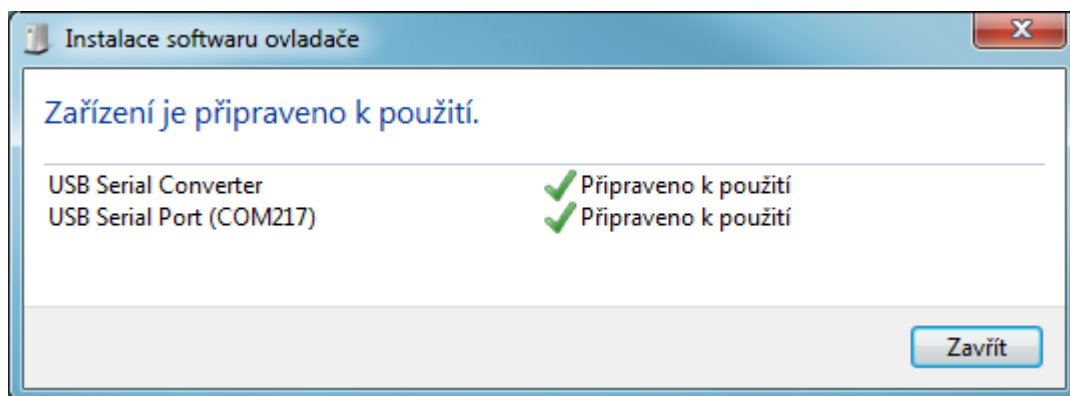 Instalace softwaru ovladače
Zařízení je připraveno k použití.
USB Serial Converter Připraveno k použití
USB Serial Port (COM217) Připraveno k použití
Zavřít